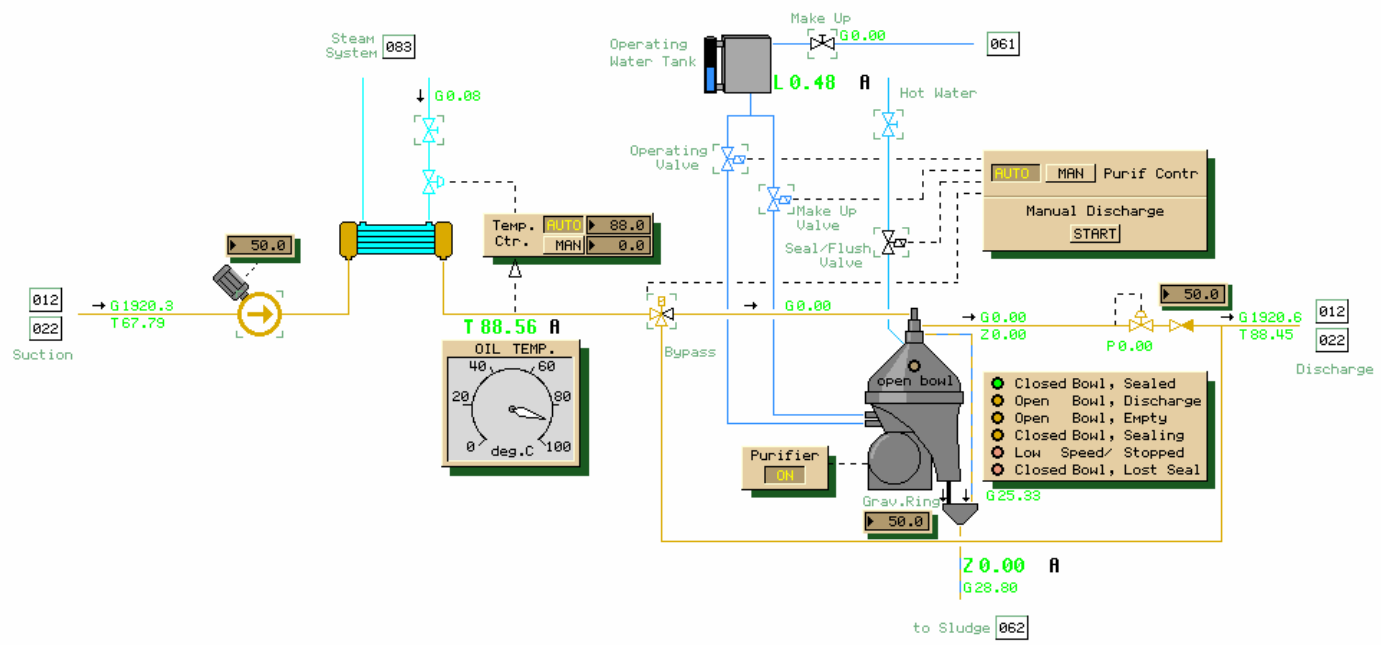 Make Up
G0.00
061
Steam
System
083
Operating
Water Tank
L 0.48 A
Hot Water
G0.08
Operating
Valve
AUTO MAN Purif Contr
Manual Discharge
START
Make Up
Valve
Seal/Flush
Valve
Temp.
Ctr.
AUTO 88.0
MAN 0.0
50.0
012
022
Suction
G1920.3
T67.79
T 88.56 A
Bypass
G0.00
G0.00
Z0.00
50.0
P0.00
G1920.6
T88.45
012
022
Discharge
OIL TEMP.
0 20 40 60 80 100
deg.C
open bowl
Closed Bowl, Sealed
Open Bowl, Discharge
Open Bowl, Empty
Closed Bowl, Sealing
Low Speed/ Stopped
Closed Bowl, Lost Seal
Purifier
ON
Grav.Ring
50.0
G25.33
Z 0.00 A
G28.80
to Sludge 062